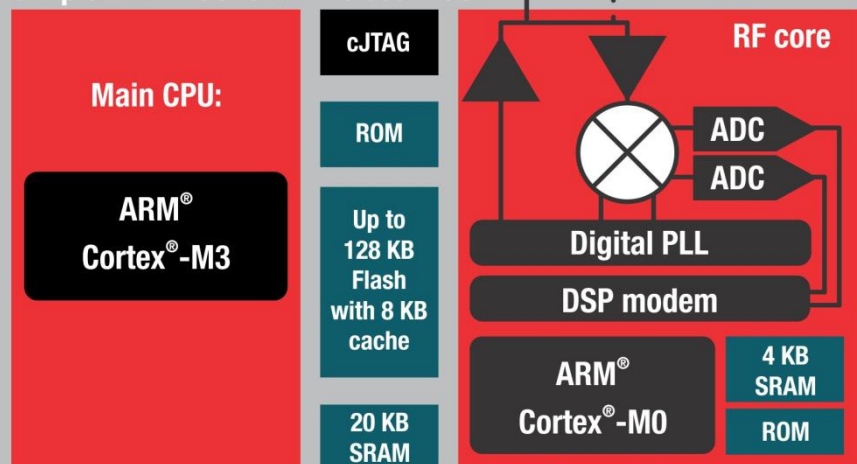 Main CPU:
ARM®
Cortex®-M3
cJTAG
ROM
Up to
128 KB
Flash
with 8 KB
cache
20 KB
SRAM
RF core
ADC
ADC
Digital PLL
DSP modem
ARM®
Cortex®-M0
4 KB
SRAM
ROM